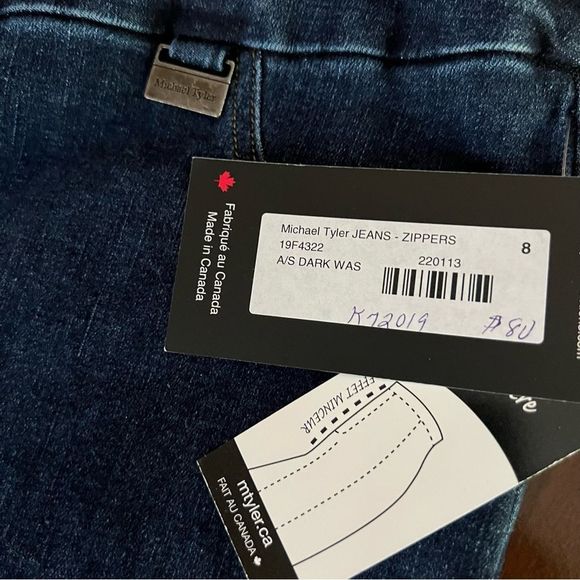 Michael Tyler
Fabriqué au Canada
Made in Canada
Michael Tyler JEANS - ZIPPERS
8
19F4322
A/S DARK WAS
220113
K72019
$80
EFFET MINCEUR
mtyler.ca
FAIT AU CANADA